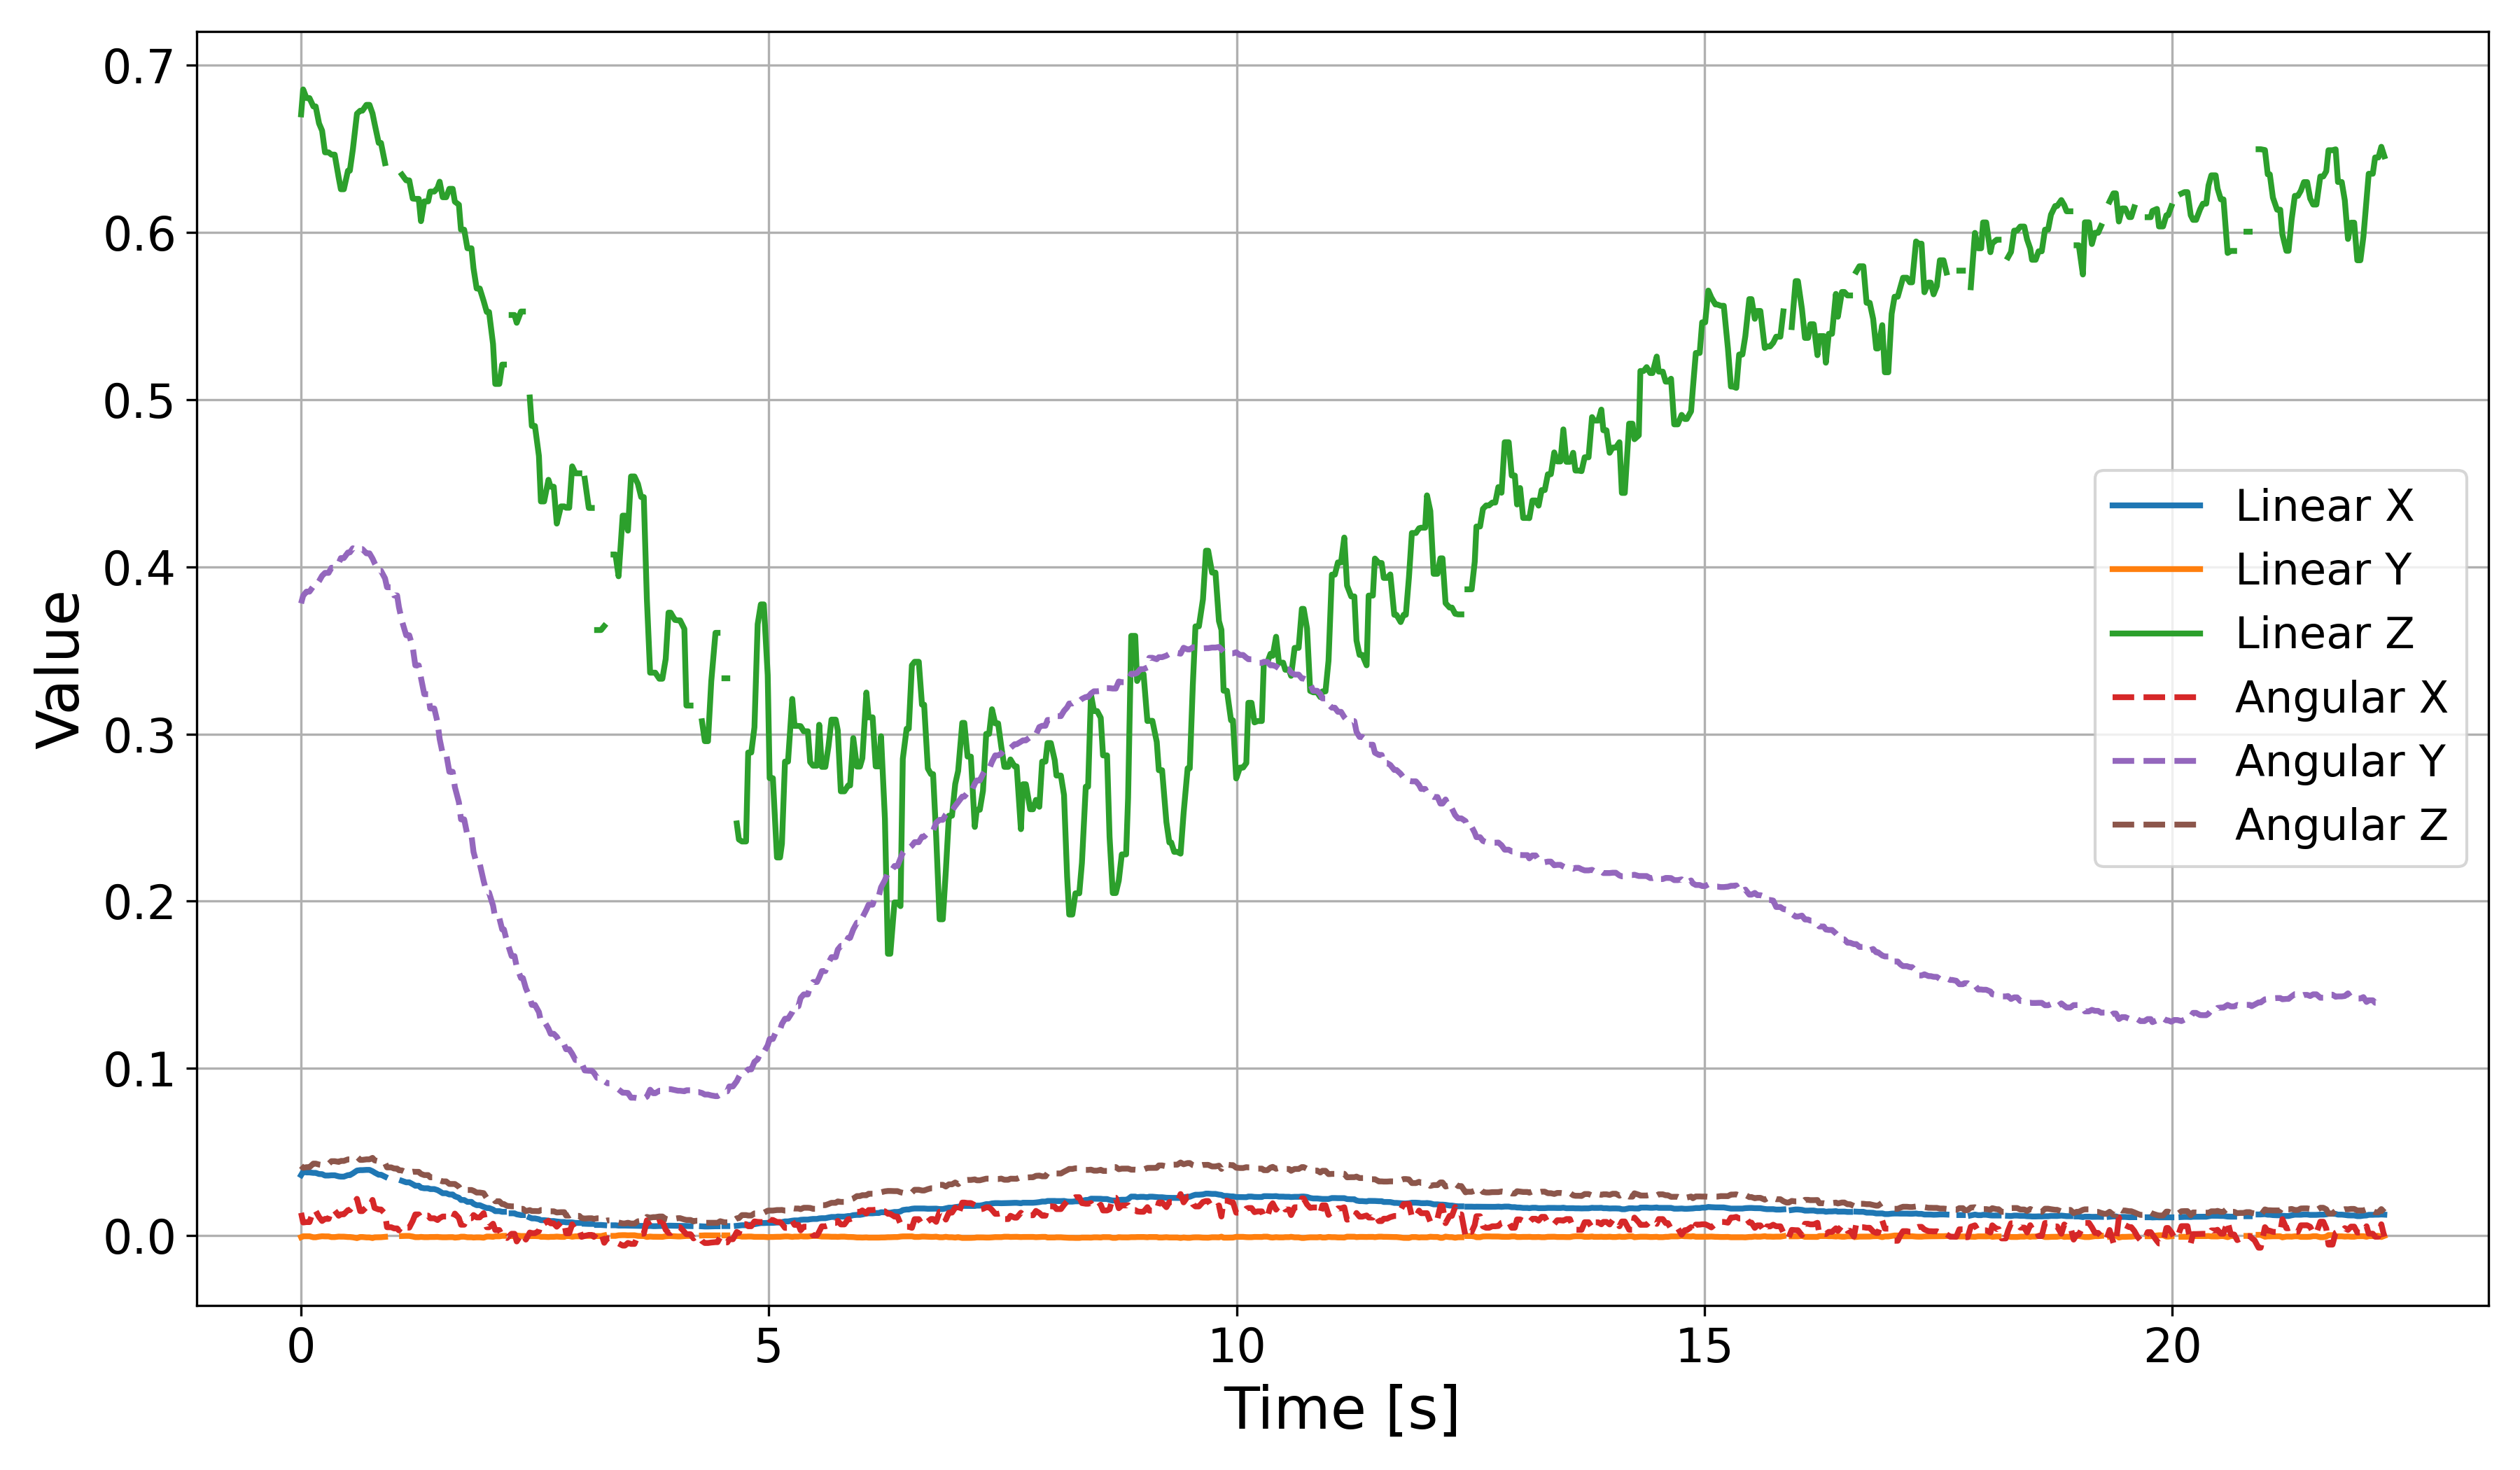 0.7
0.6
0.5
0.4
0.3
0.2
0.1
0.0
Value
0 5 10 15 20
Time [s]
Linear X
Linear Y
Linear Z
Angular X
Angular Y
Angular Z